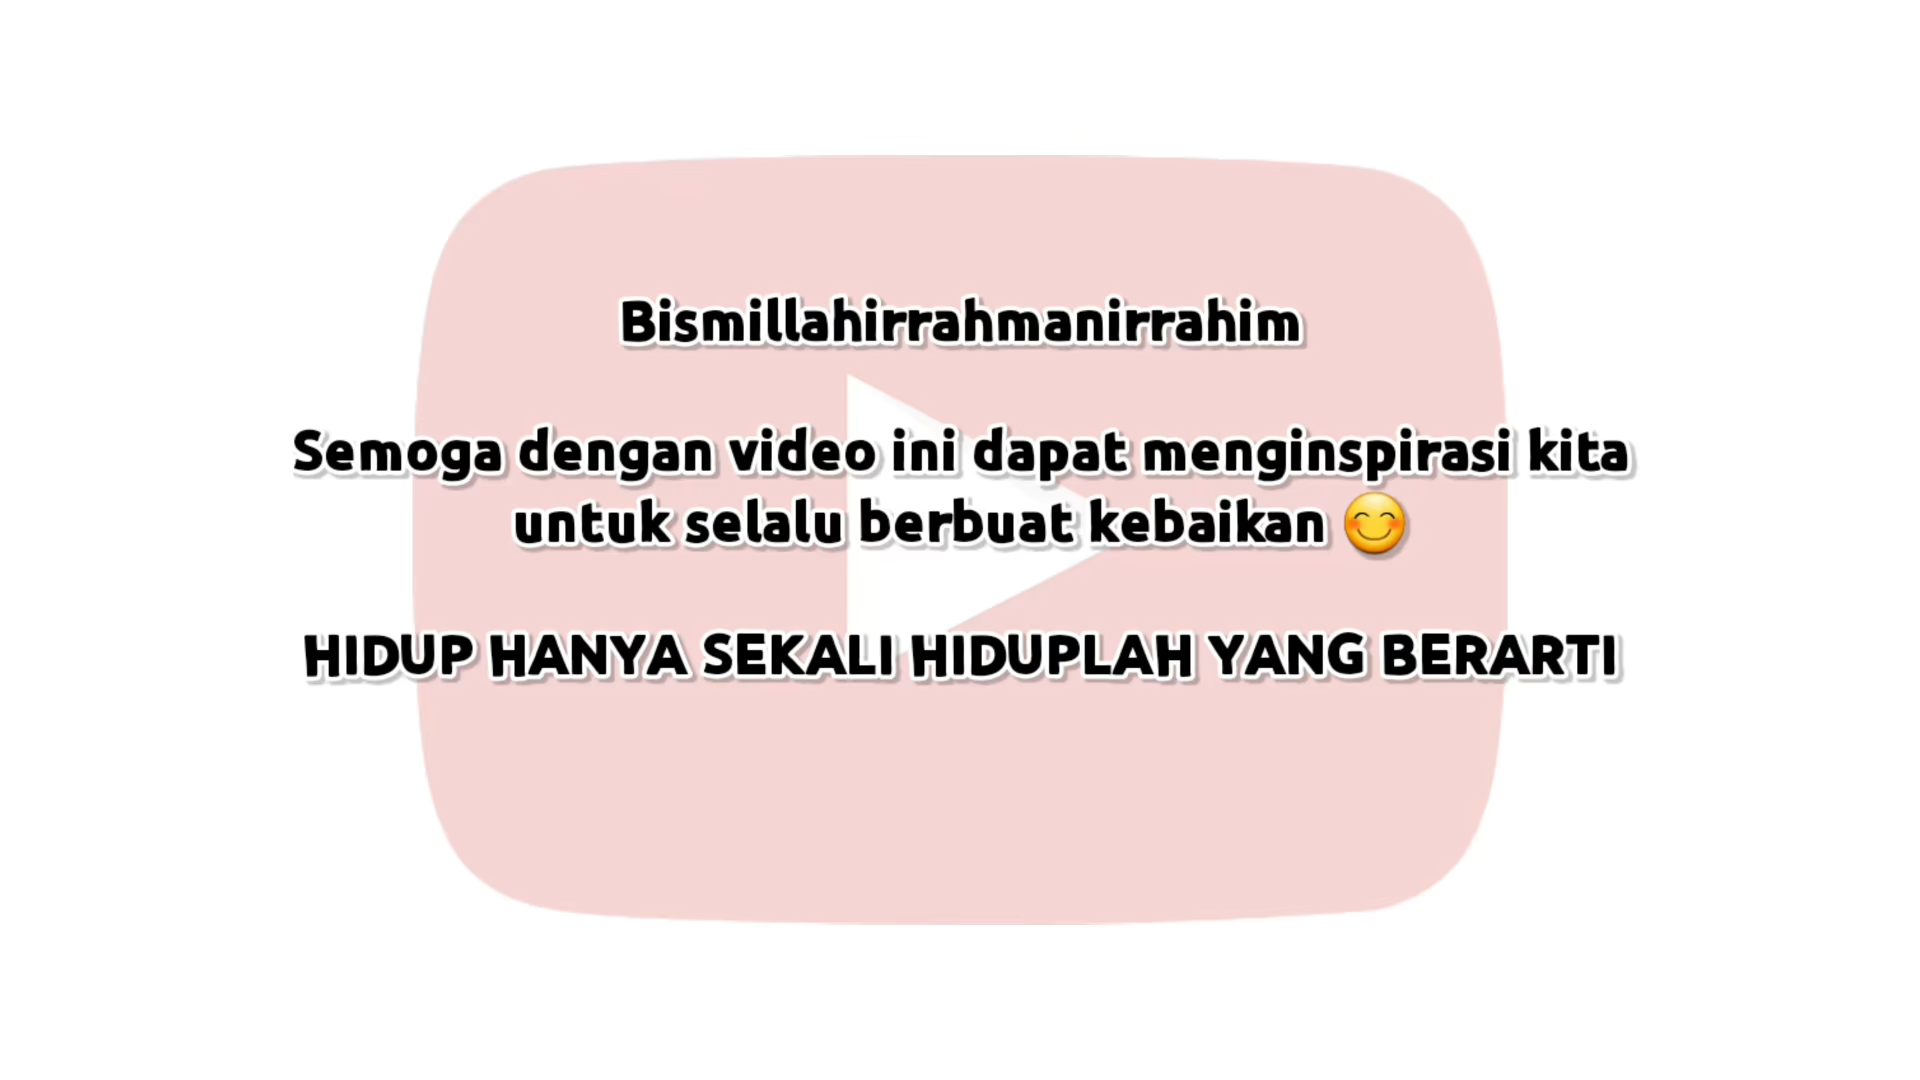 Bismillahirrahmanirrahim
Semoga dengan video ini dapat menginspirasi kita
untuk selalu berbuat kebaikan 😊
HIDUP HANYA SEKALI HIDUPLAH YANG BERARTI